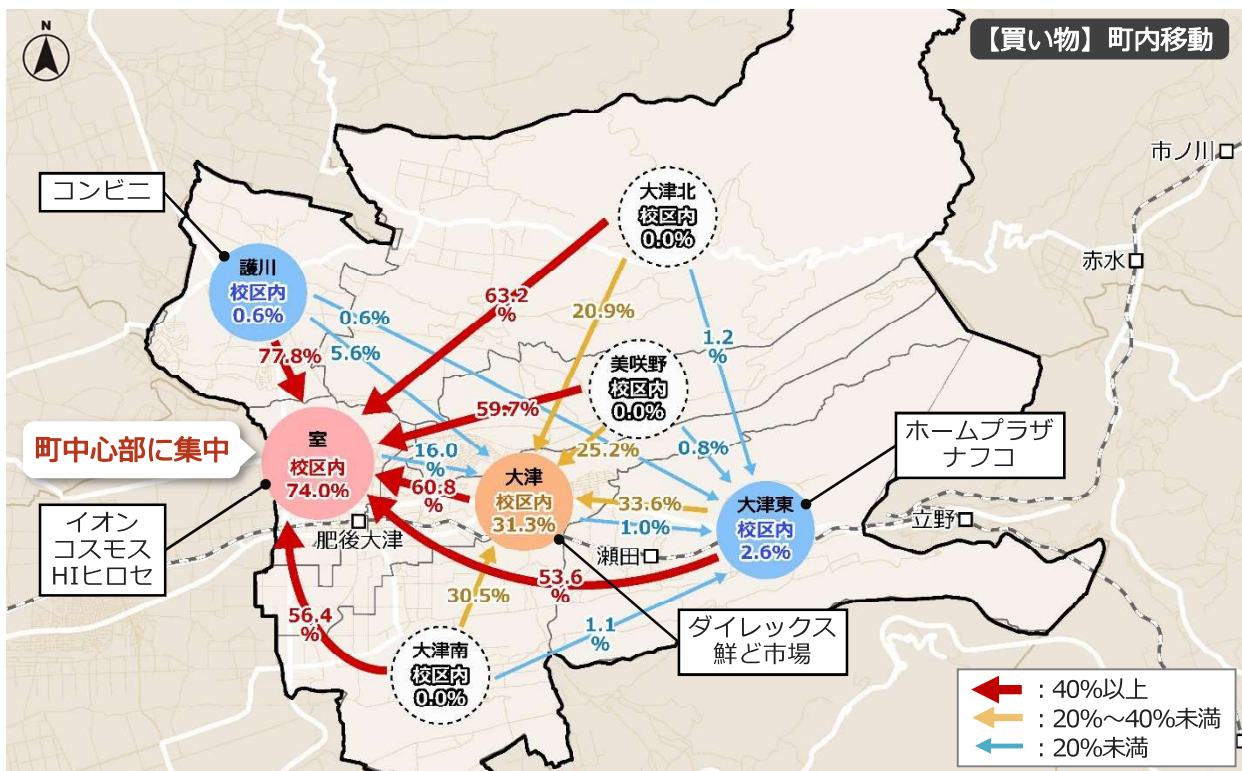 N
【買い物】町内移動
市ノ川
コンビニ
大津北
校区内
0.0%
赤水
護川
校区内
0.6%
63.2
%
0.6%
20.9%
1.2
%
77.8%
5.6%
美咲野
校区内
0.0%
59.7%
町中心部に集中
室
校区内
74.0%
16.0
%
25.2%
0.8%
ホームプラザ
ナフコ
60.8
%
大津
校区内
31.3%
33.6%
1.0%
大津東
校区内
2.6%
イオン
コスモス
HIヒロセ
肥後大津
瀬田
立野
53.6
%
30.5%
56.4
%
1.1
%
ダイレックス
鮮ど市場
大津南
校区内
0.0%
：40%以上
：20%～40%未満
：20%未満